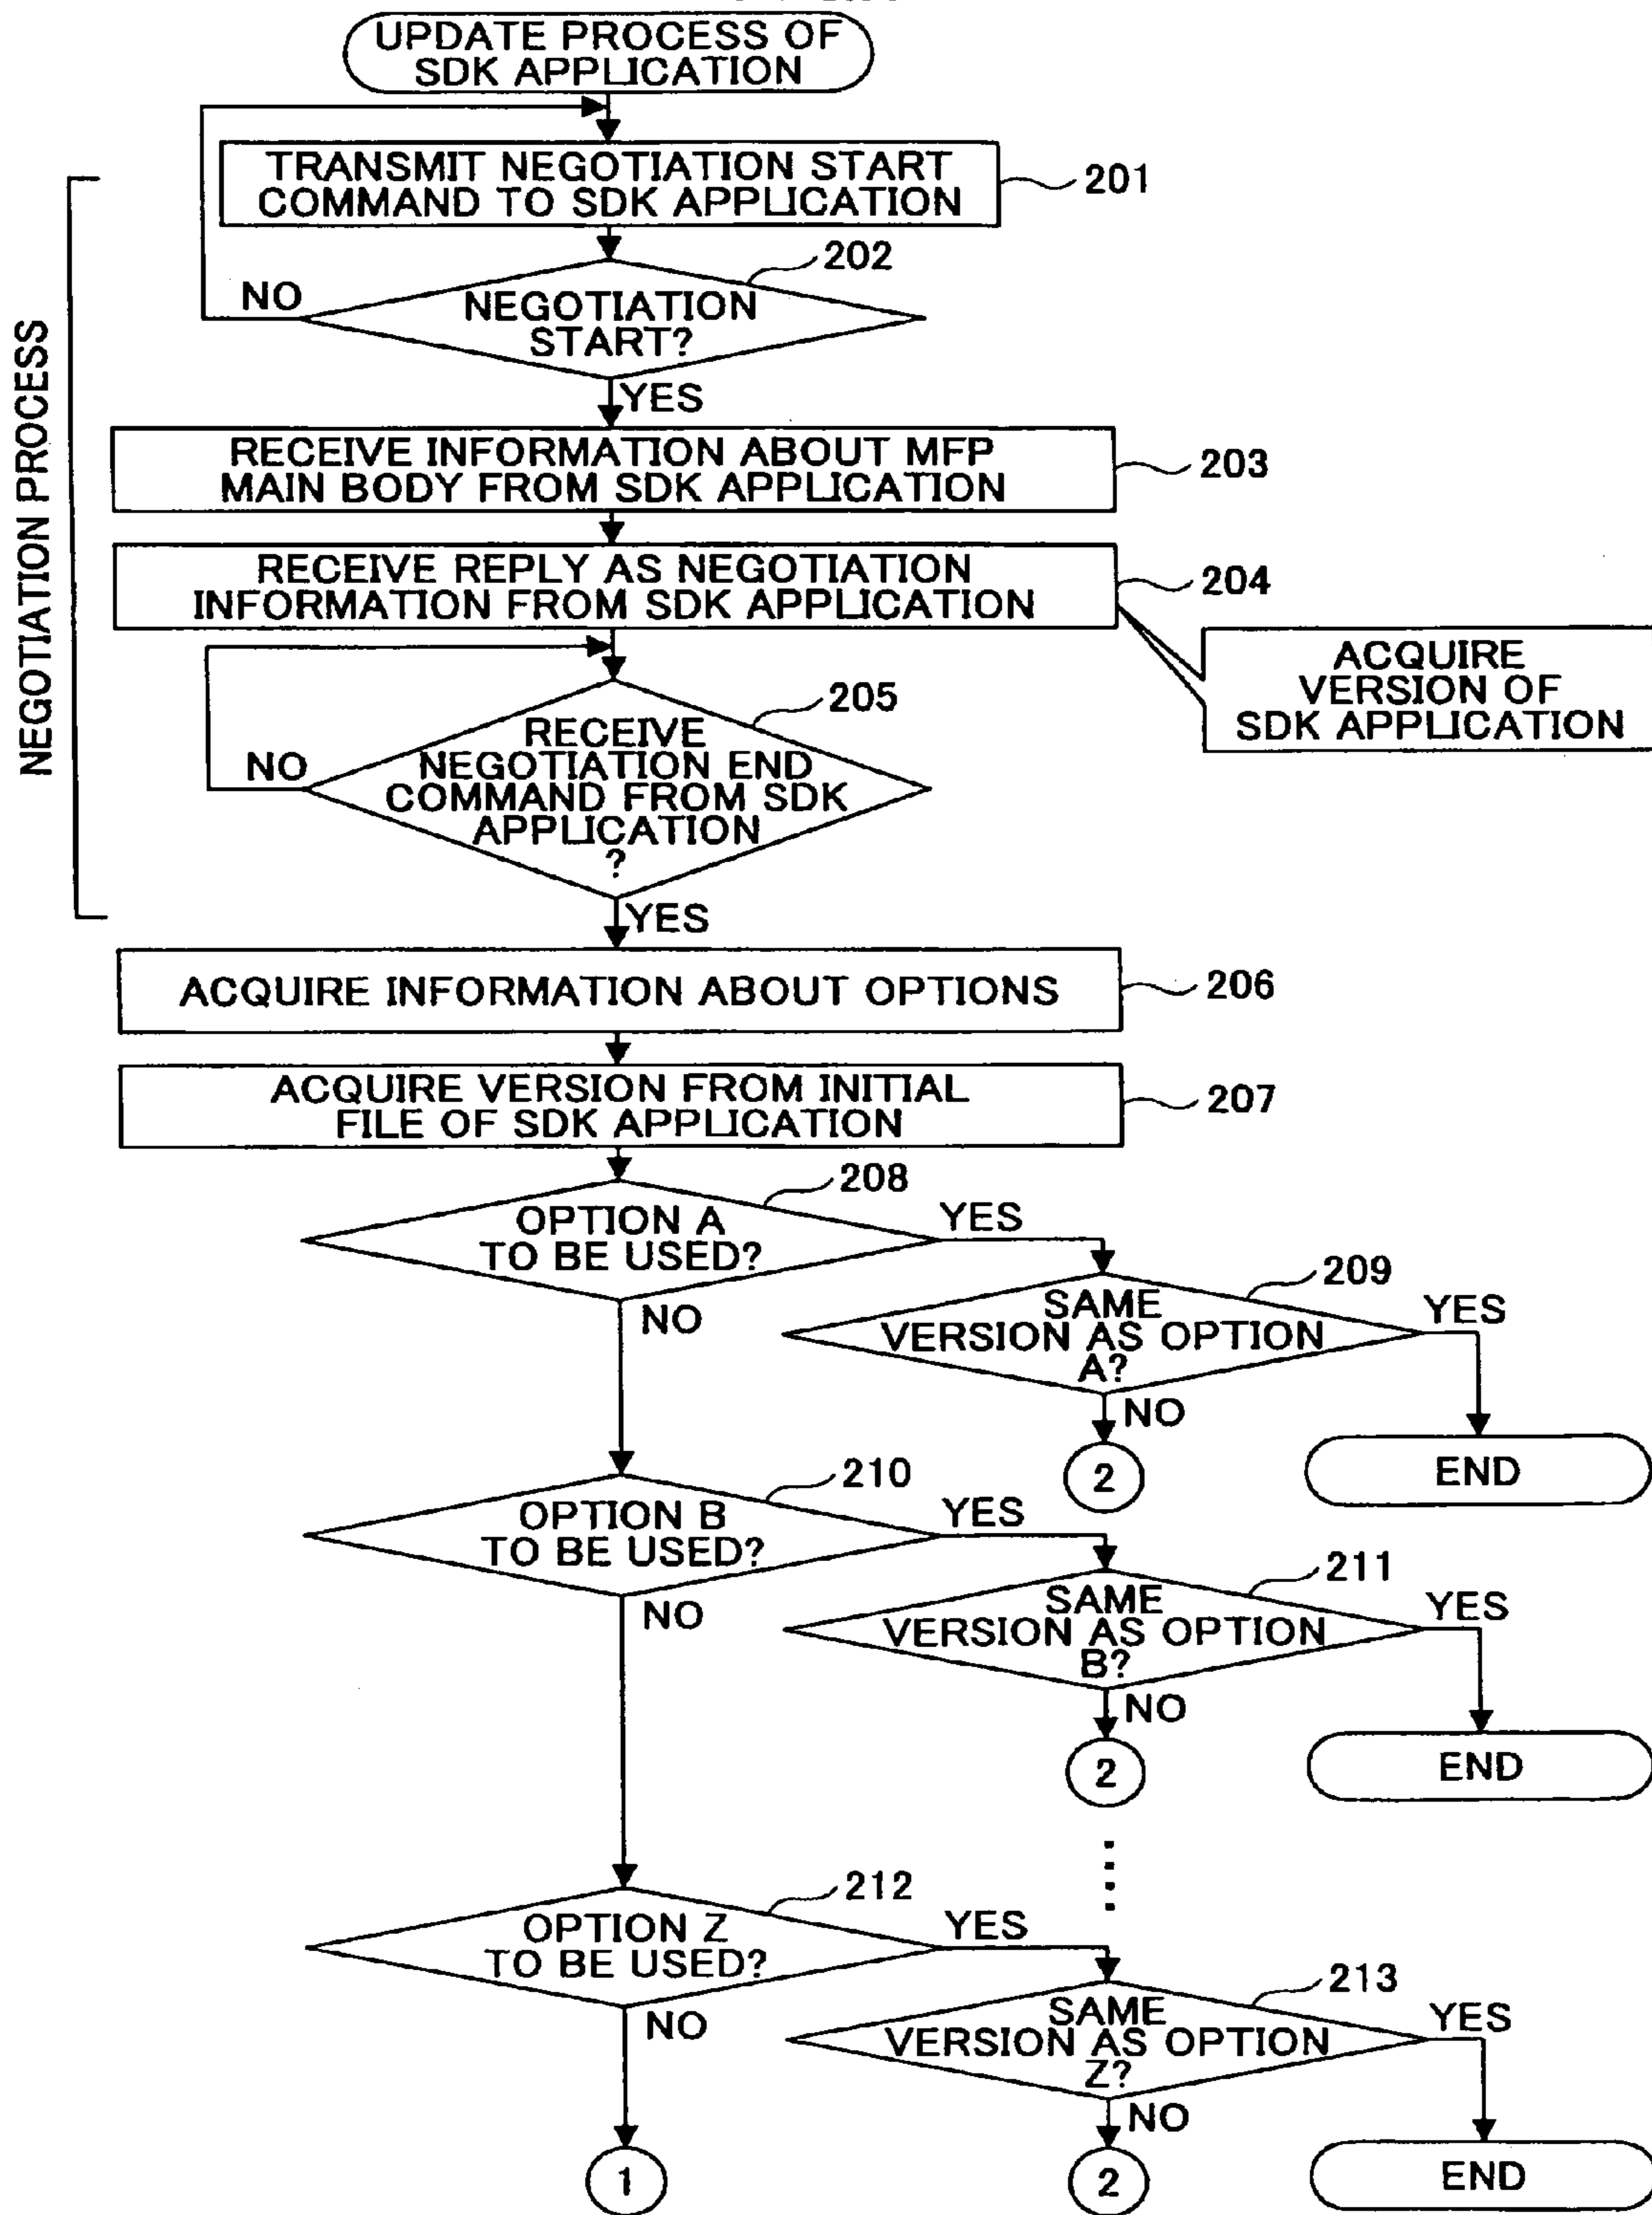 UPDATE PROCESS OF
SDK APPLICATION
TRANSMIT NEGOTIATION START
COMMAND TO SDK APPLICATION
201
202
NEGOTIATION
START?
NO
YES
NEGOTIATION PROCESS
RECEIVE INFORMATION ABOUT MFP
MAIN BODY FROM SDK APPLICATION
203
RECEIVE REPLY AS NEGOTIATION
INFORMATION FROM SDK APPLICATION
204
ACQUIRE
VERSION OF
SDK APPLICATION
205
RECEIVE
NEGOTIATION END
COMMAND FROM SDK
APPLICATION
?
NO
YES
ACQUIRE INFORMATION ABOUT OPTIONS
206
ACQUIRE VERSION FROM INITIAL
FILE OF SDK APPLICATION
207
208
OPTION A
TO BE USED?
YES
NO
209
SAME
VERSION AS OPTION
A?
YES
NO
2
END
210
OPTION B
TO BE USED?
YES
NO
211
SAME
VERSION AS OPTION
B?
YES
NO
2
END
212
OPTION Z
TO BE USED?
YES
NO
213
SAME
VERSION AS OPTION
Z?
YES
NO
1
2
END